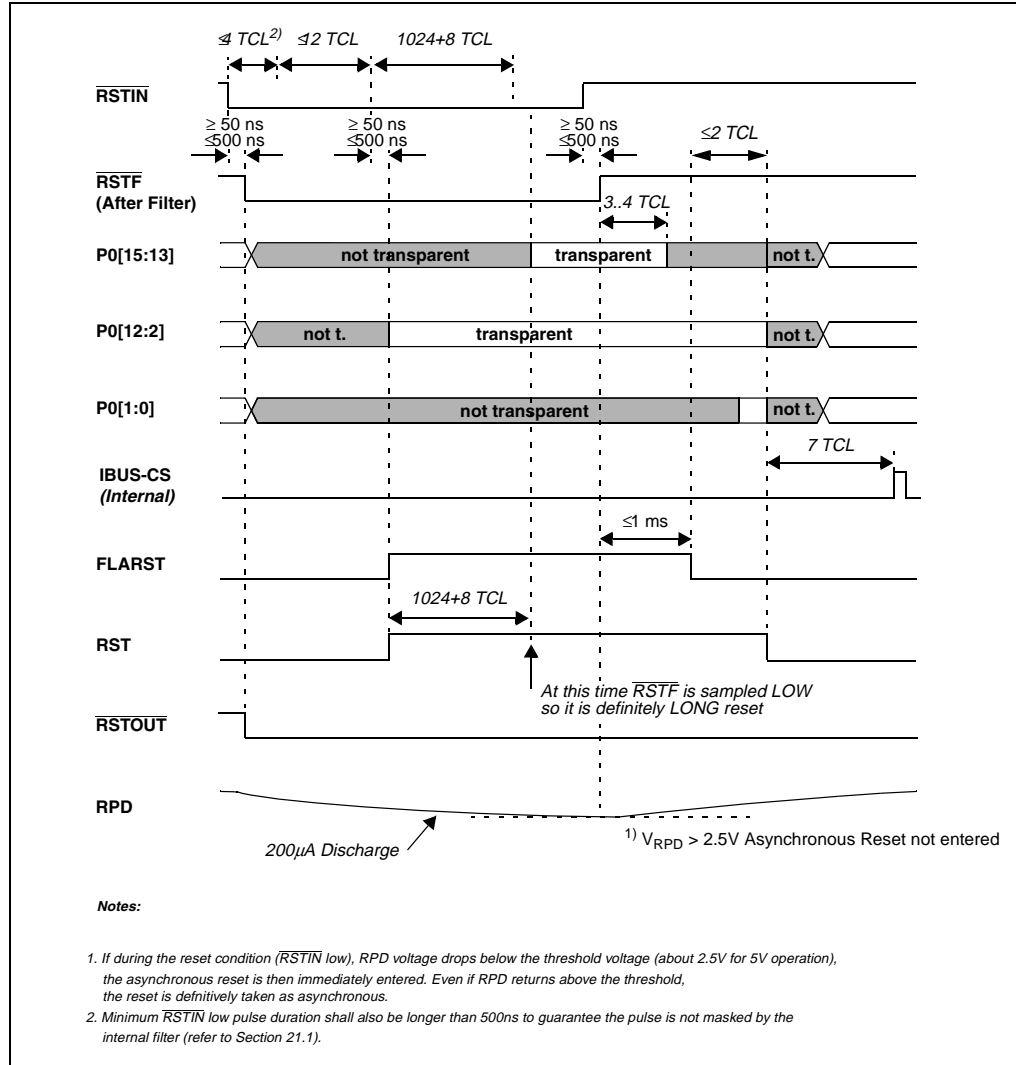 ≤4 TCL2) ≤12 TCL 1024+8 TCL
RSTIN
≥ 50 ns ≥ 50 ns ≥ 50 ns
≤500 ns ≤500 ns ≤500 ns ≤2 TCL
RSTF
(After Filter)
3..4 TCL
P0[15:13] not transparent transparent not t.
P0[12:2] not t. transparent not t.
P0[1:0] not transparent not t.
7 TCL
IBUS-CS
(Internal)
≤1 ms
FLARST
1024+8 TCL
RST
At this time RSTF is sampled LOW
so it is definitely LONG reset
RSTOUT
RPD
200μA Discharge
1) VRPD > 2.5V Asynchronous Reset not entered
Notes:
1. If during the reset condition (RSTIN low), RPD voltage drops below the threshold voltage (about 2.5V for 5V operation),
the asynchronous reset is then immediately entered. Even if RPD returns above the threshold,
the reset is defnitively taken as asynchronous.
2. Minimum RSTIN low pulse duration shall also be longer than 500ns to guarantee the pulse is not masked by the
internal filter (refer to Section 21.1).